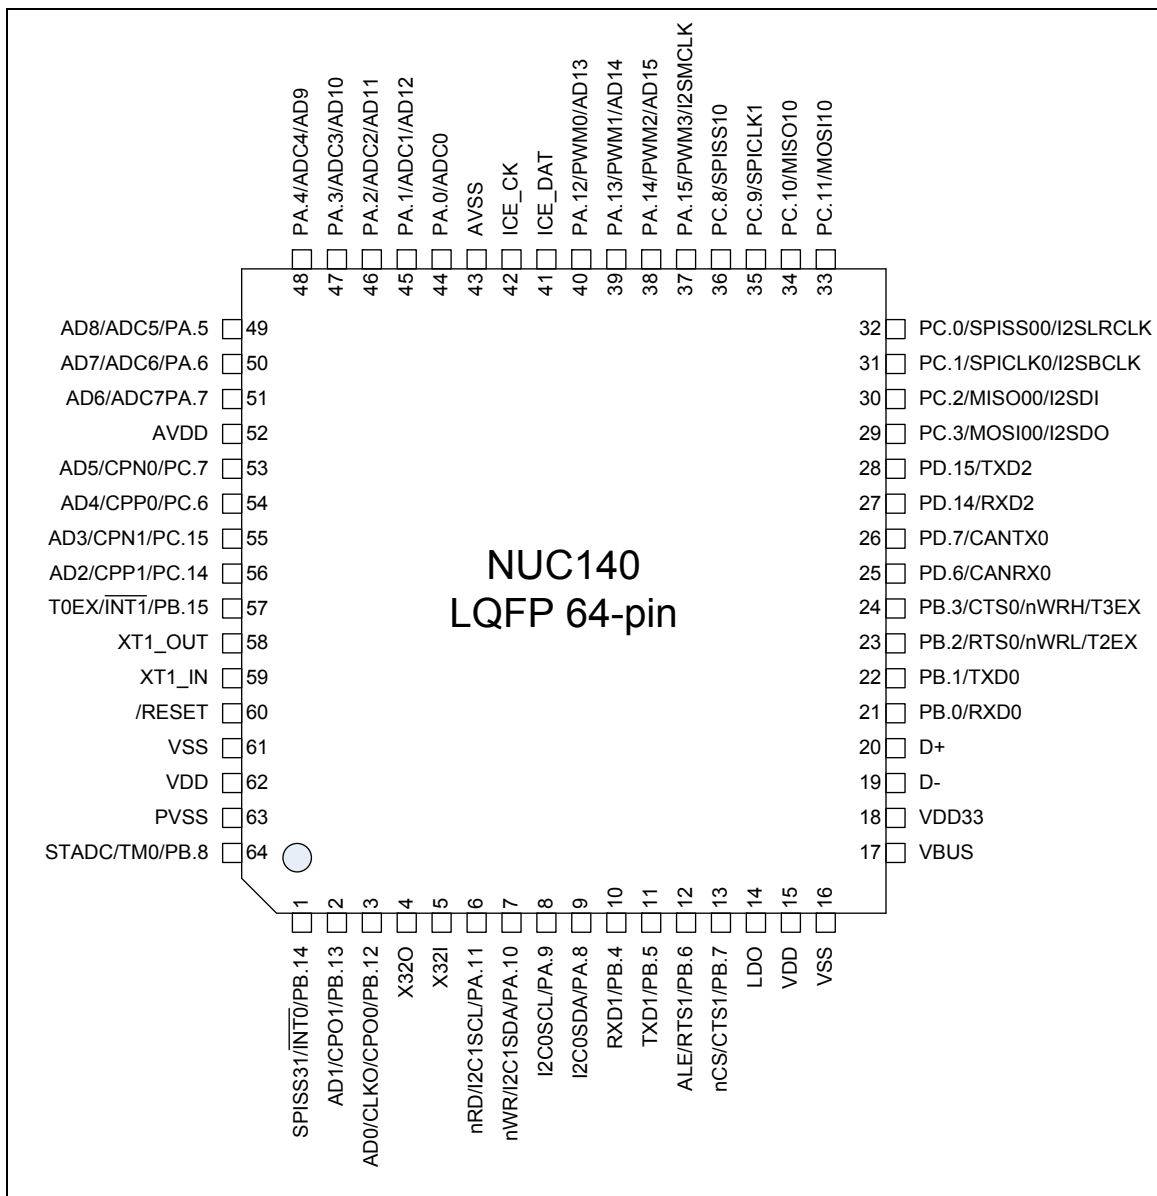 PA.4/ADC4/AD9
PA.3/ADC3/AD10
PA.2/ADC2/AD11
PA.1/ADC1/AD12
PA.0/ADC0
AVSS
ICE_CK
ICE_DAT
PA.12/PWM0/AD13
PA.13/PWM1/AD14
PA.14/PWM2/AD15
PA.15/PWM3/I2SMCLK
PC.8/SPISS10
PC.9/SPICLK1
PC.10/MISO10
PC.11/MOSI10
48
47
46
45
44
43
42
41
40
39
38
37
36
35
34
33
AD8/ADC5/PA.5 49
AD7/ADC6/PA.6 50
AD6/ADC7PA.7 51
AVDD 52
AD5/CPN0/PC.7 53
AD4/CPP0/PC.6 54
AD3/CPN1/PC.15 55
AD2/CPP1/PC.14 56
T0EX/INT1/PB.15 57
XT1_OUT 58
XT1_IN 59
/RESET 60
VSS 61
VDD 62
PVSS 63
STADC/TM0/PB.8 64
NUC140
LQFP 64-pin
32 PC.0/SPISS00/I2SLRCLK
31 PC.1/SPICLK0/I2SBCLK
30 PC.2/MISO00/I2SDI
29 PC.3/MOSI00/I2SDO
28 PD.15/TXD2
27 PD.14/RXD2
26 PD.7/CANTX0
25 PD.6/CANRX0
24 PB.3/CTS0/nWRH/T3EX
23 PB.2/RTS0/nWRL/T2EX
22 PB.1/TXD0
21 PB.0/RXD0
20 D+
19 D-
18 VDD33
17 VBUS
1
2
3
4
5
6
7
8
9
10
11
12
13
14
15
16
SPISS31/INT0/PB.14
AD1/CPO1/PB.13
AD0/CLKO/CPO0/PB.12
X32O
X32I
nRD/I2C1SCL/PA.11
nWR/I2C1SDA/PA.10
I2C0SCL/PA.9
I2C0SDA/PA.8
RXD1/PB.4
TXD1/PB.5
ALE/RTS1/PB.6
nCS/CTS1/PB.7
LDO
VDD
VSS